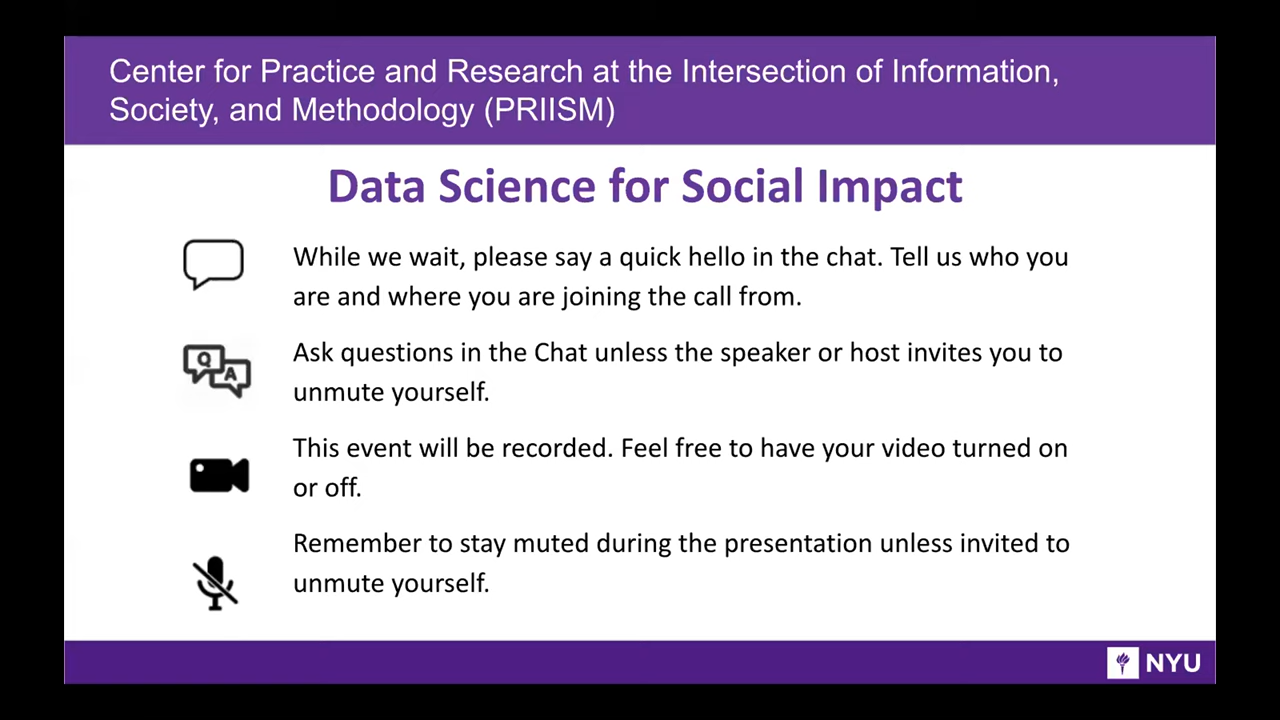 Center for Practice and Research at the Intersection of Information,
Society, and Methodology (PRIISM)
Data Science for Social Impact
While we wait, please say a quick hello in the chat. Tell us who you
are and where you are joining the call from.
Q
A
Ask questions in the Chat unless the speaker or host invites you to
unmute yourself.
This event will be recorded. Feel free to have your video turned on
or off.
Remember to stay muted during the presentation unless invited to
unmute yourself.
NYU